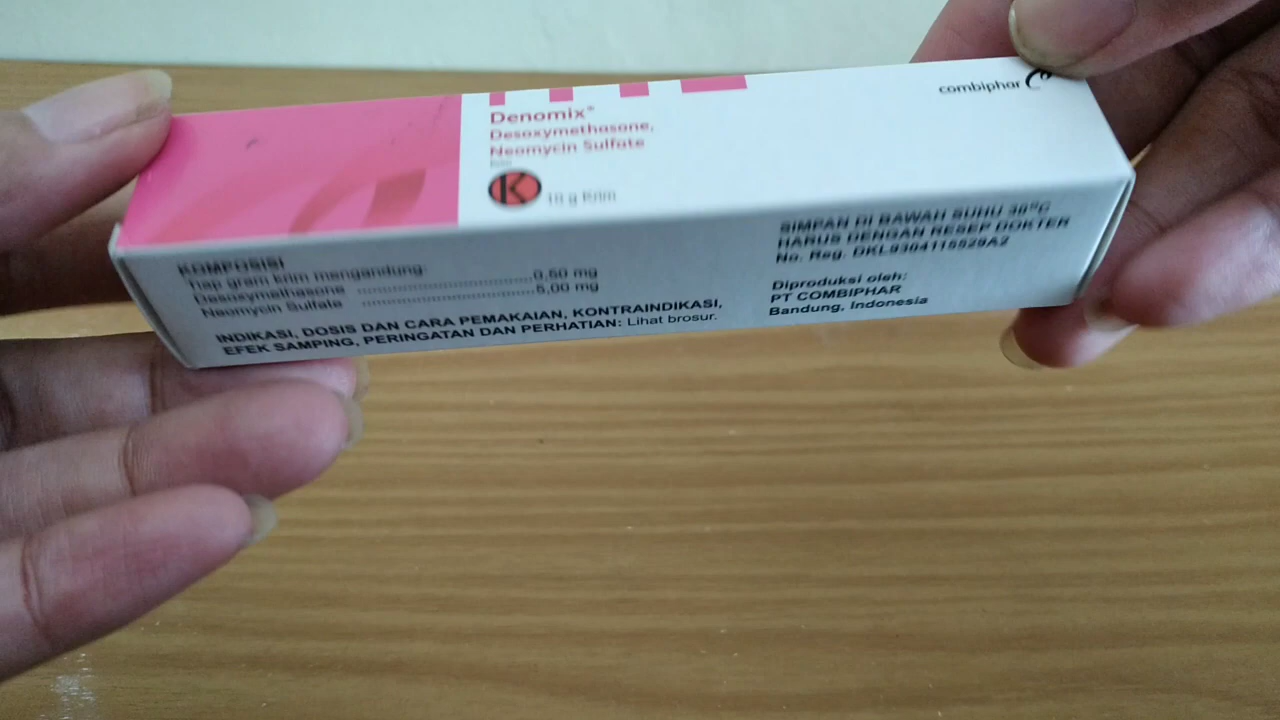 combiphar
Denomix®
Desoxymethasone,
Neomycin Sulfate
Krim
K
10 g Krim
KOMPOSISI
Tiap gram krim mengandung:
Desoxymethasone ..............................0,50 mg
Neomycin Sulfate ..............................5,00 mg
INDIKASI, DOSIS DAN CARA PEMAKAIAN, KONTRAINDIKASI,
EFEK SAMPING, PERINGATAN DAN PERHATIAN: Lihat brosur.
SIMPAN DI BAWAH SUHU 30°C
HARUS DENGAN RESEP DOKTER
No. Reg. DKL9304115529A2
Diproduksi oleh:
PT COMBIPHAR
Bandung, Indonesia